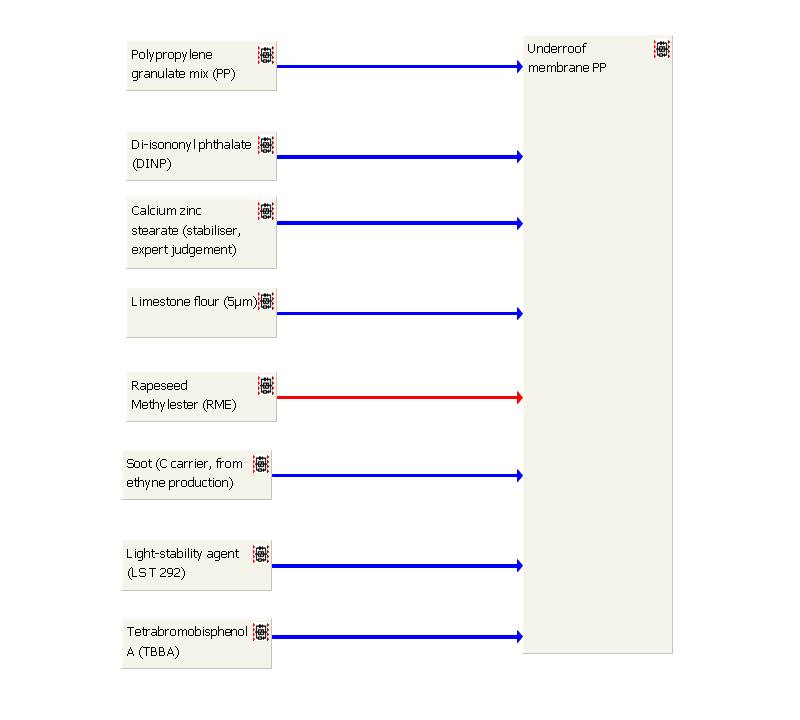 Polypropylene
granulate mix (PP)
Underroof
membrane PP
Di-isononyl phthalate
(DINP)
Calcium zinc
stearate (stabiliser,
expert judgement)
Limestone flour (5µm)
Rapeseed
Methylester (RME)
Soot (C carrier, from
ethyne production)
Light-stability agent
(LST 292)
Tetrabromobisphenol
A (TBBA)